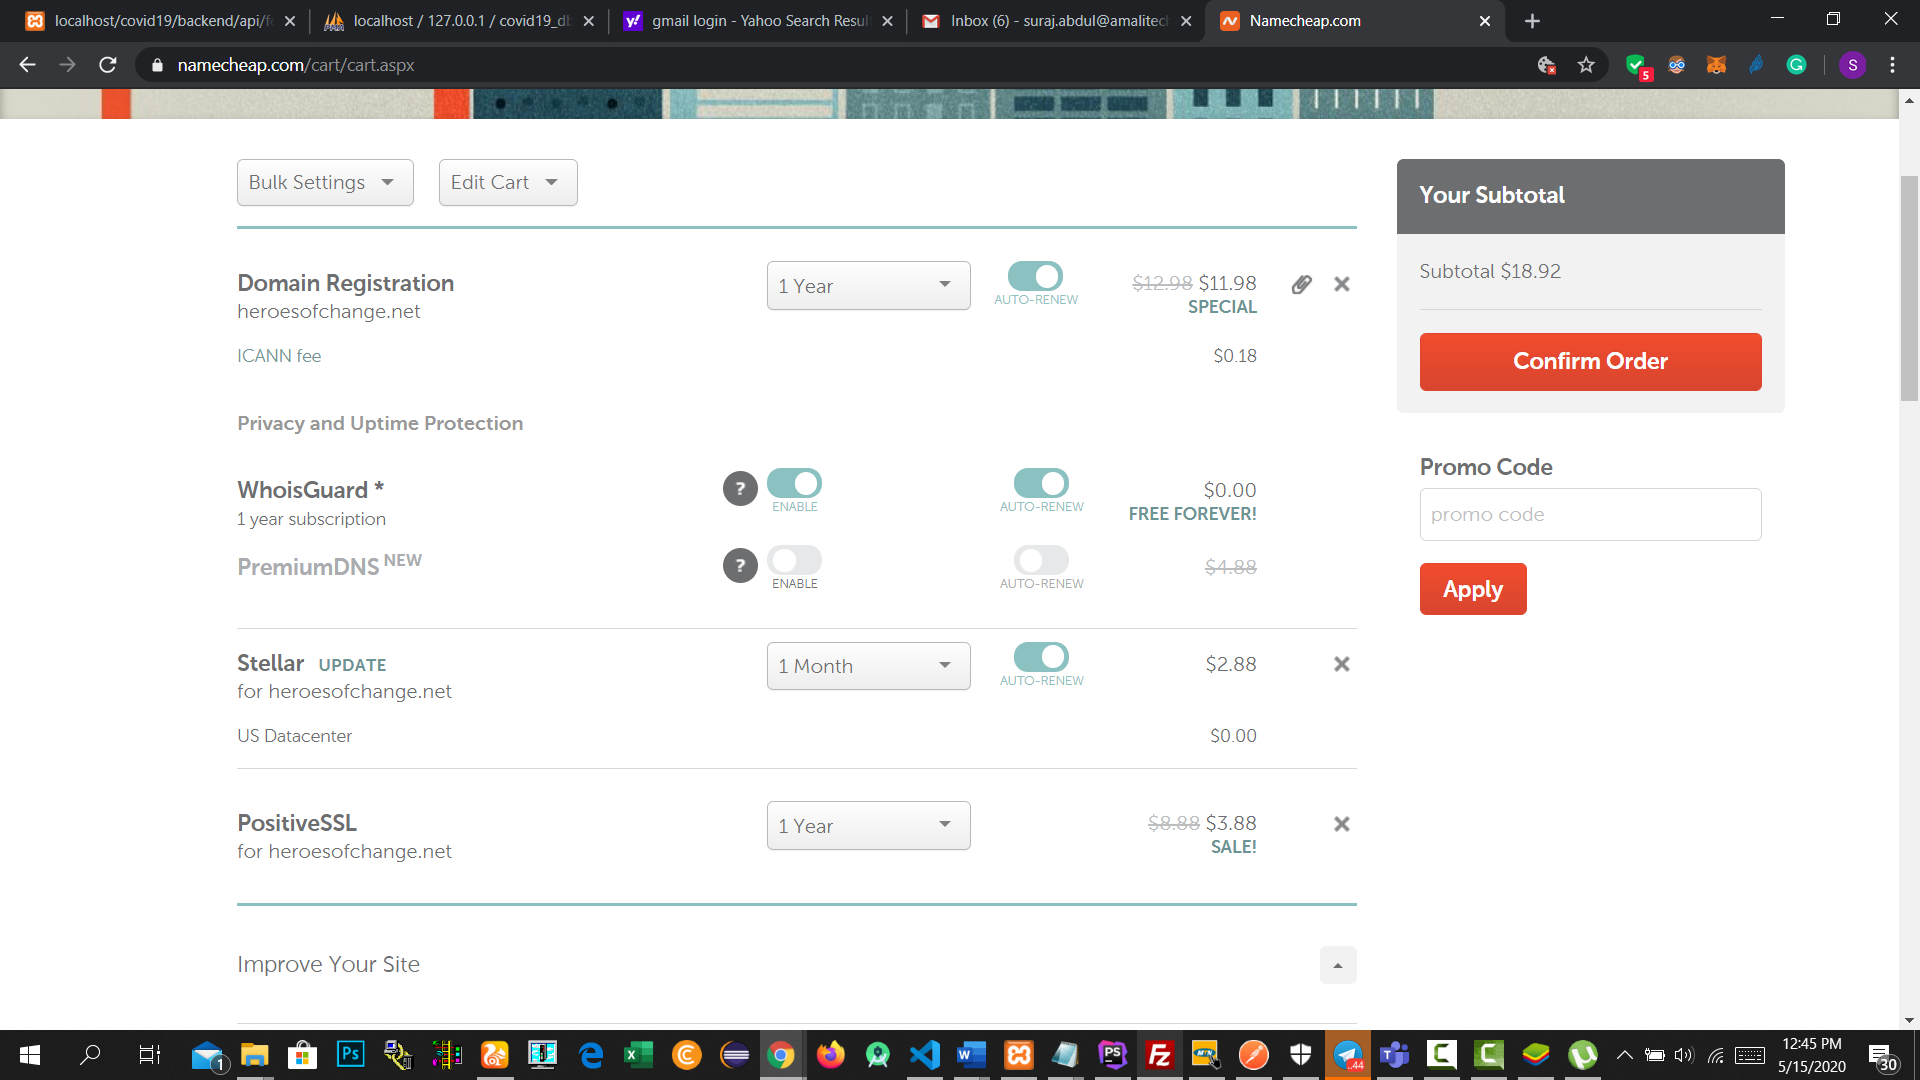 localhost/covid19/backend/api/fe
localhost / 127.0.0.1 / covid19_db
gmail login - Yahoo Search Resul
Inbox (6) - suraj.abdul@amalitech
Namecheap.com
namecheap.com/cart/cart.aspx
5
S
Bulk Settings
Edit Cart
Your Subtotal
Subtotal $18.92
Confirm Order
Domain Registration
heroesofchange.net
1 Year
AUTO-RENEW
$12.98 $11.98
SPECIAL
ICANN fee
$0.18
Privacy and Uptime Protection
WhoisGuard *
1 year subscription
?
ENABLE
AUTO-RENEW
$0.00
FREE FOREVER!
PremiumDNS NEW
?
ENABLE
AUTO-RENEW
$4.88
Promo Code
promo code
Apply
Stellar UPDATE
for heroesofchange.net
1 Month
AUTO-RENEW
$2.88
US Datacenter
$0.00
PositiveSSL
for heroesofchange.net
1 Year
$8.88 $3.88
SALE!
Improve Your Site
12:45 PM
5/15/2020
30